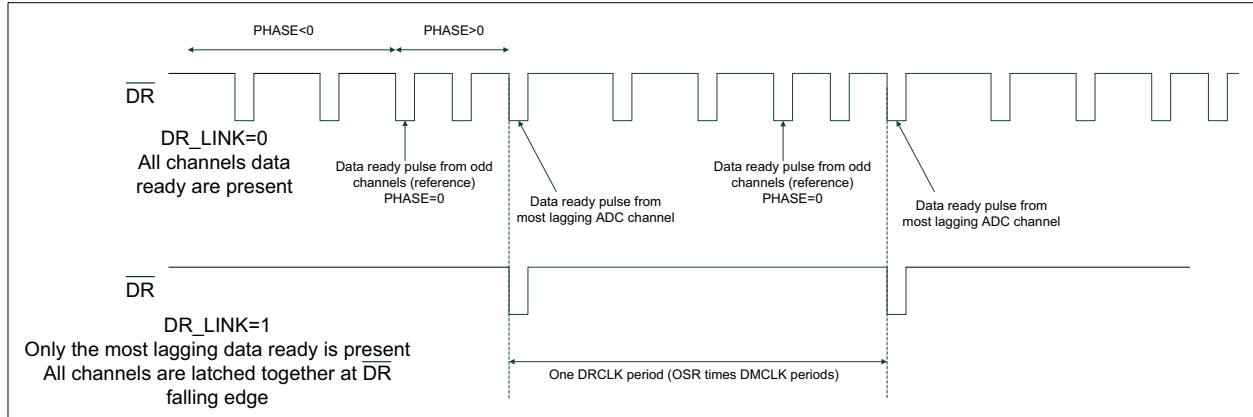 PHASE<0
PHASE>0
DR
DR_LINK=0
All channels data
ready are present
Data ready pulse from odd
channels (reference)
PHASE=0
Data ready pulse from
most lagging ADC channel
Data ready pulse from odd
channels (reference)
PHASE=0
Data ready pulse from
most lagging ADC channel
DR
DR_LINK=1
Only the most lagging data ready is present
All channels are latched together at DR
falling edge
One DRCLK period (OSR times DMCLK periods)